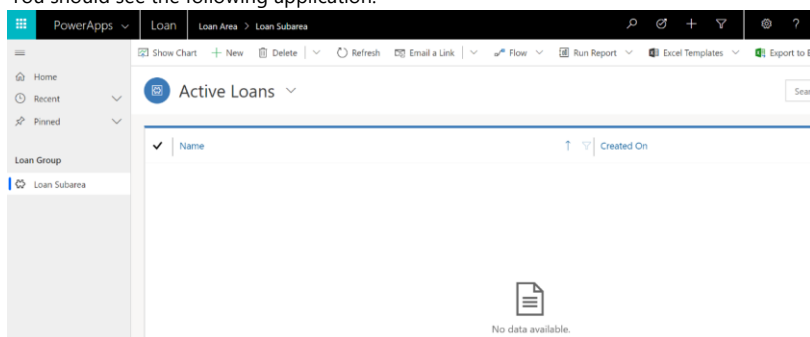 You should see the following application.
PowerApps Loan Loan Area > Loan Subarea ?
Show Chart New Delete Refresh Email a Link Flow Run Report Excel Templates Export to
Home
Recent
Pinned
Active Loans
Name Created On
Loan Group
Loan Subarea
No data available.